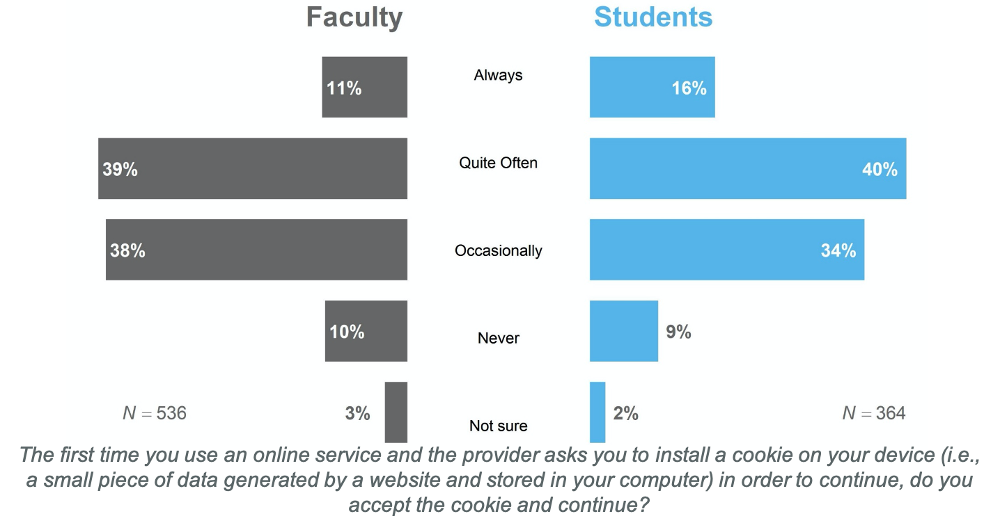 Faculty Students
11% Always 16%
39% Quite Often 40%
38% Occasionally 34%
10% Never 9%
N = 536 3% Not sure 2% N = 364
The first time you use an online service and the provider asks you to install a cookie on your device (i.e.,
a small piece of data generated by a website and stored in your computer) in order to continue, do you
accept the cookie and continue?